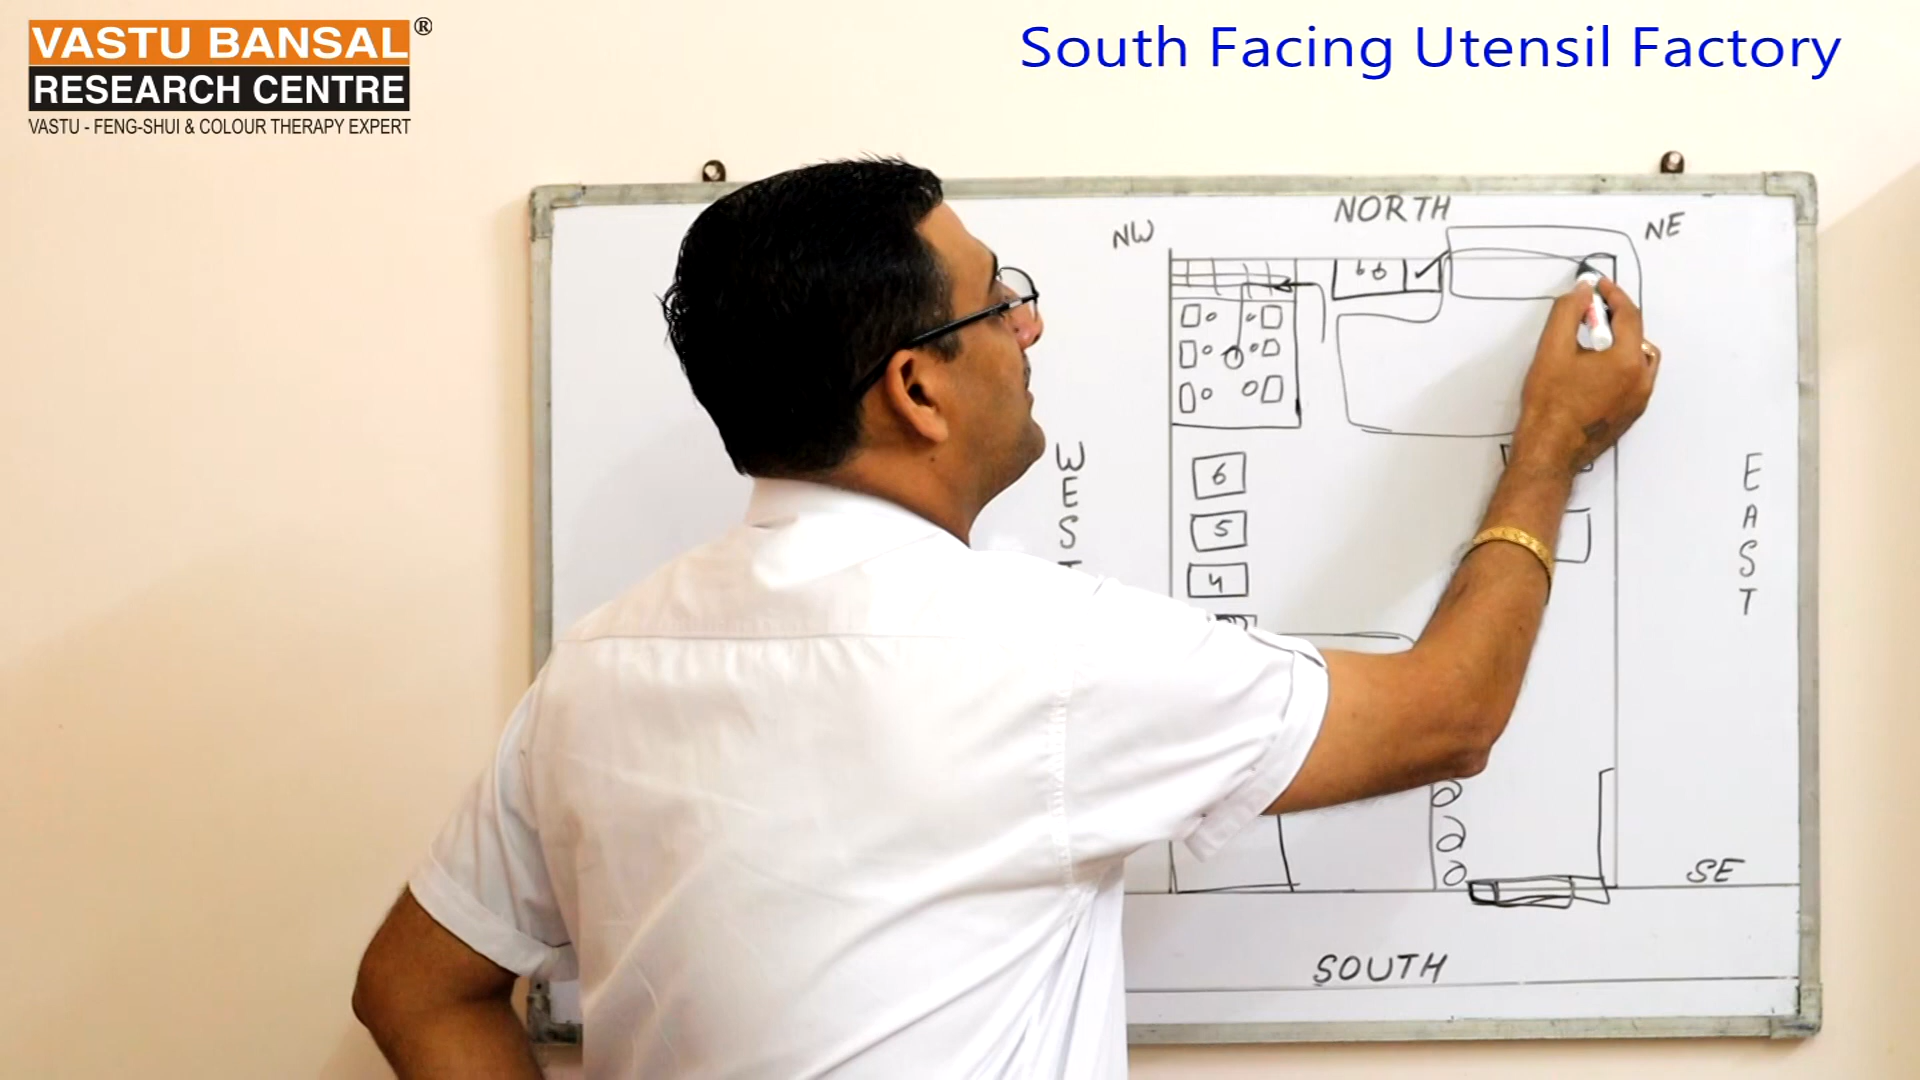 VASTU BANSAL®
RESEARCH CENTRE
VASTU - FENG-SHUI & COLOUR THERAPY EXPERT
South Facing Utensil Factory
NORTH
NW
NE
WEST
EAST
6
5
4
SE
SOUTH